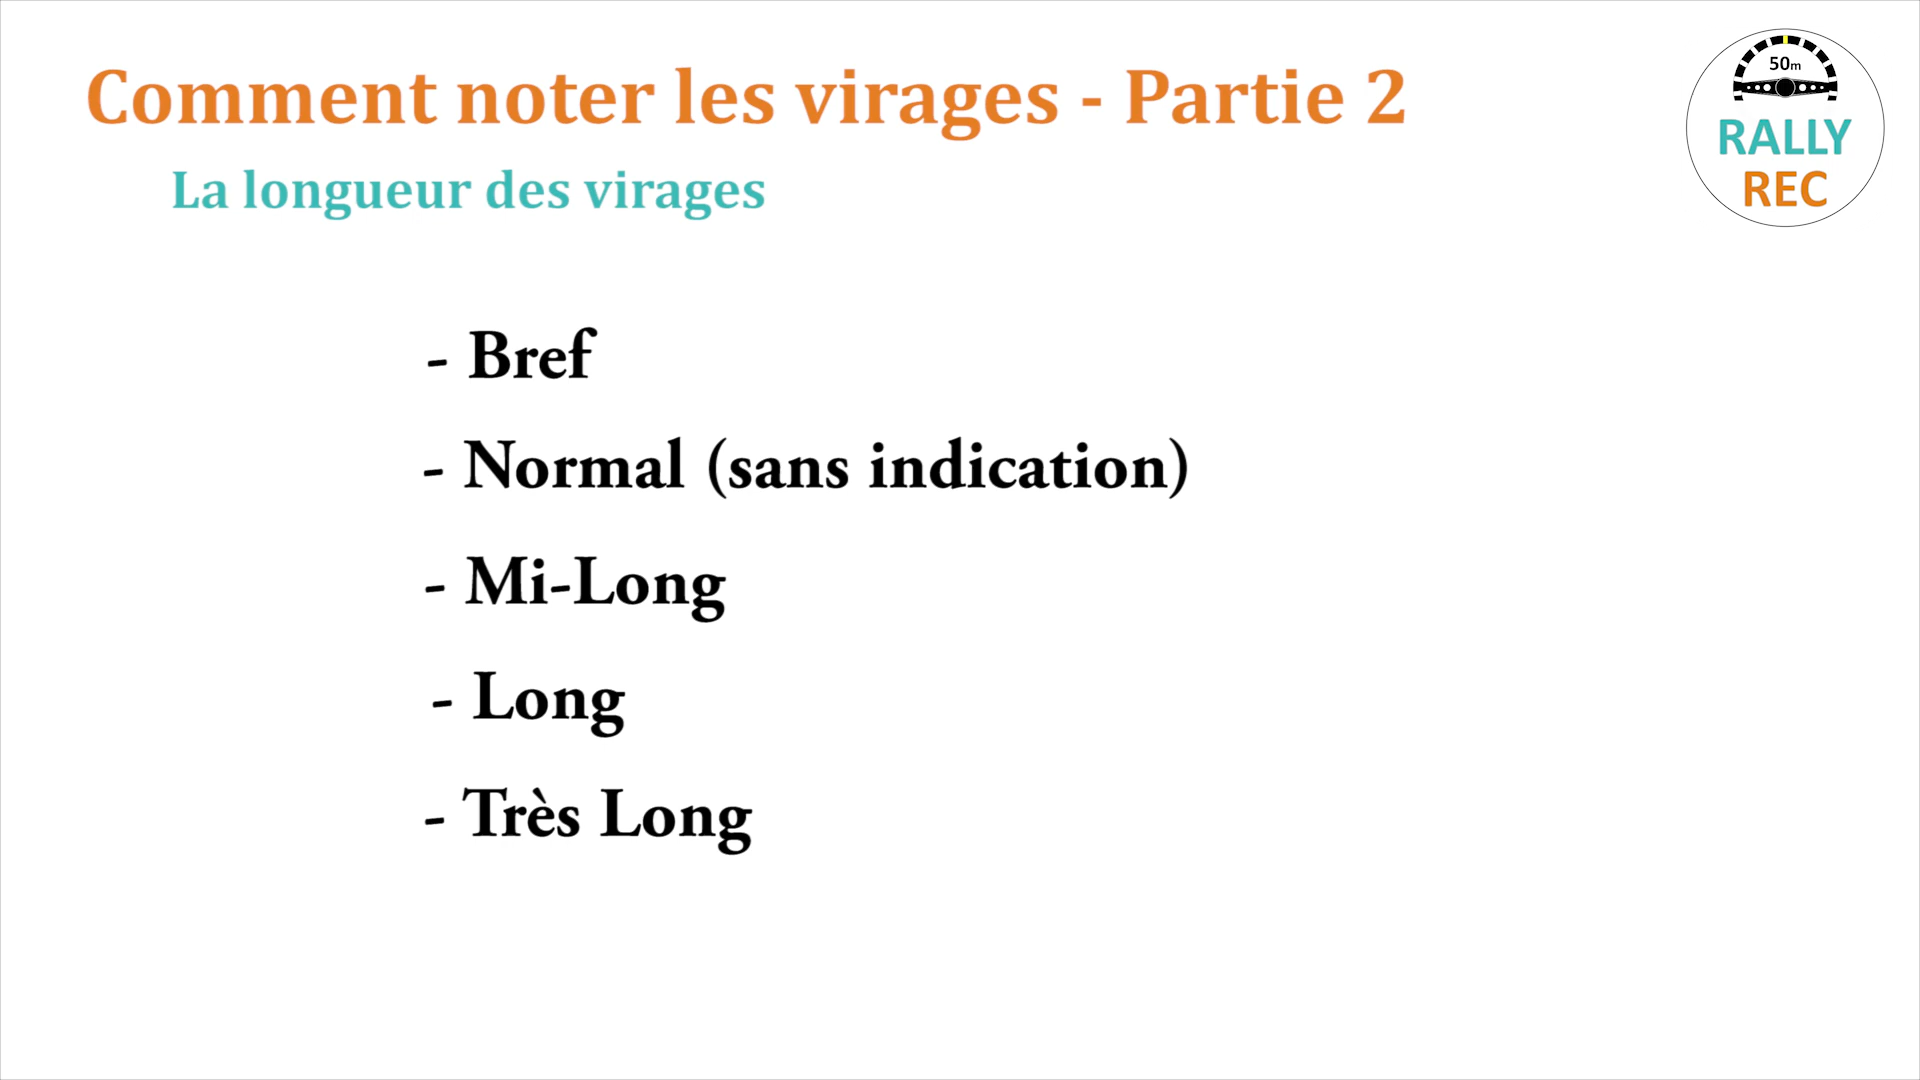 Comment noter les virages - Partie 2
La longueur des virages
50m
RALLY
REC
- Bref
- Normal (sans indication)
- Mi-Long
- Long
- Très Long